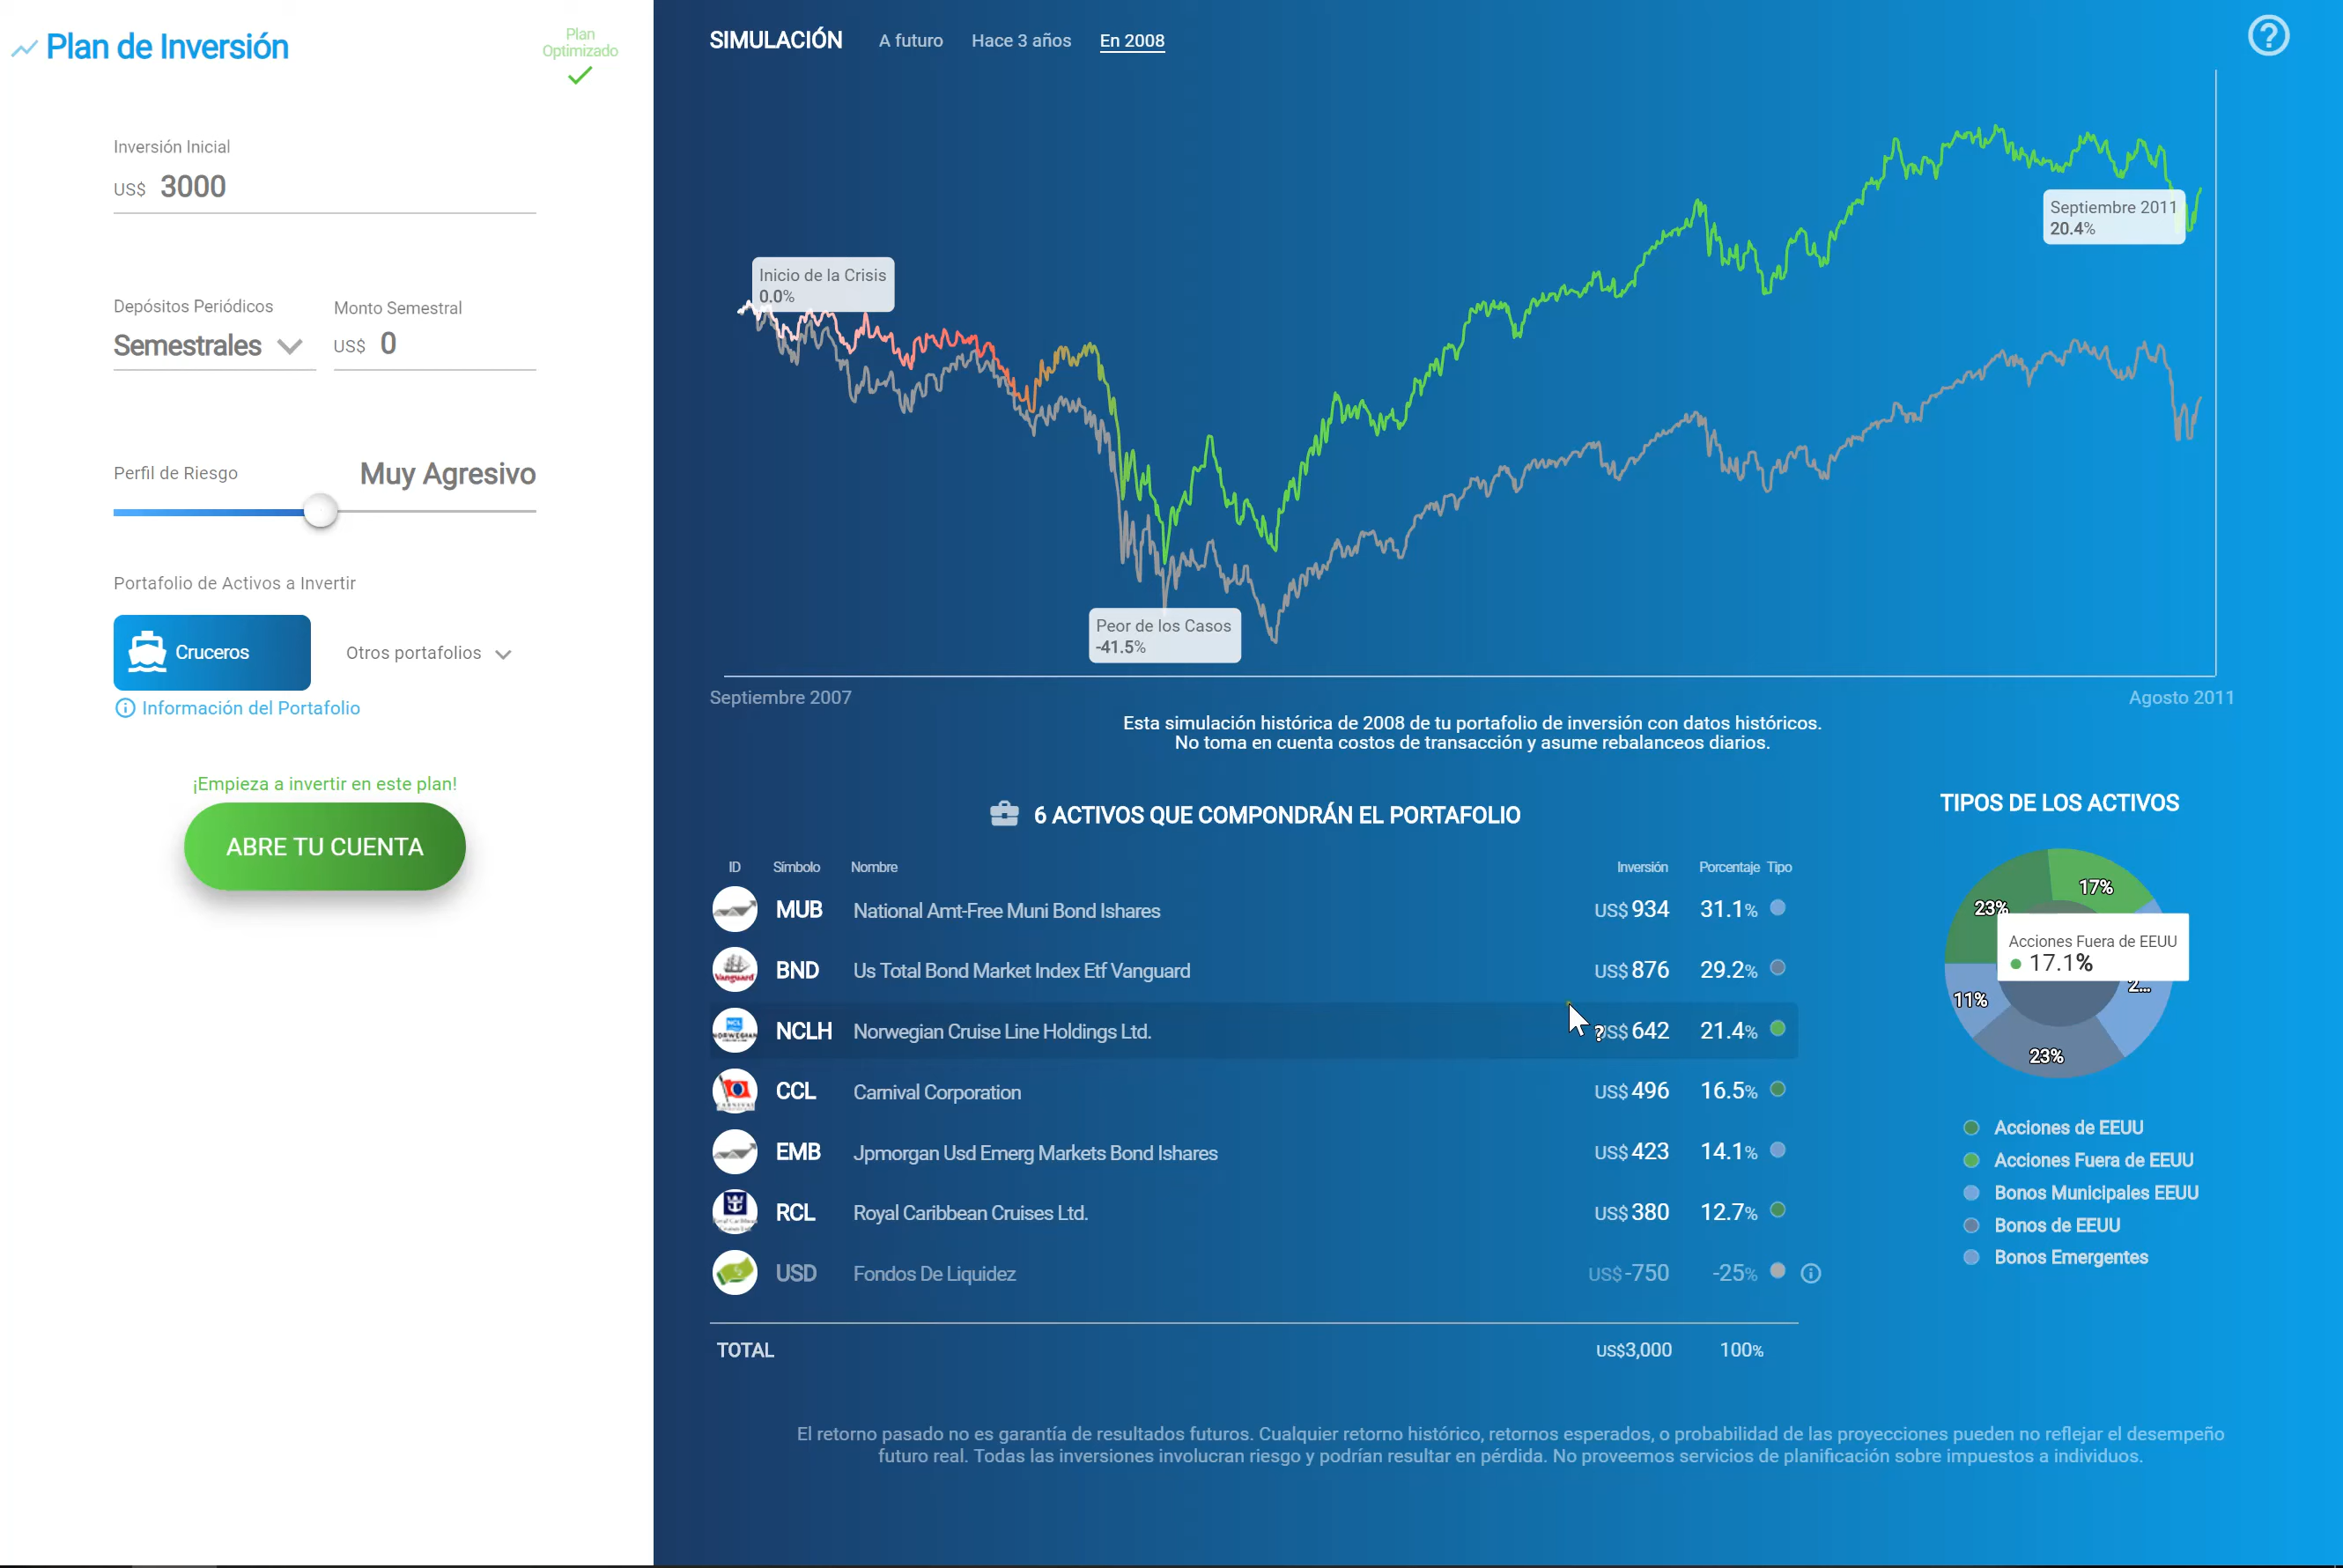 Plan de Inversión
Plan
Optimizado
Inversión Inicial
US$ 3000
Depósitos Periódicos
Semestrales
Monto Semestral
US$ 0
Perfil de Riesgo
Muy Agresivo
Portafolio de Activos a Invertir
Cruceros
Otros portafolios
Información del Portafolio
¡Empieza a invertir en este plan!
ABRE TU CUENTA
SIMULACIÓN A futuro Hace 3 años En 2008
?
Inicio de la Crisis
0.0%
Septiembre 2011
20.4%
Peor de los Casos
-41.5%
Septiembre 2007
Agosto 2011
Esta simulación histórica de 2008 de tu portafolio de inversión con datos históricos.
No toma en cuenta costos de transacción y asume rebalanceos diarios.
6 ACTIVOS QUE COMPONDRÁN EL PORTAFOLIO
ID Símbolo Nombre Inversión Porcentaje Tipo
MUB National Amt-Free Muni Bond Ishares US$ 934 31.1%
Vanguard BND Us Total Bond Market Index Etf Vanguard US$ 876 29.2%
NCL NORWEGIAN NCLH Norwegian Cruise Line Holdings Ltd. ? US$ 642 21.4%
CARNIVAL CCL Carnival Corporation US$ 496 16.5%
EMB Jpmorgan Usd Emerg Markets Bond Ishares US$ 423 14.1%
RCL Royal Caribbean Cruises Ltd. US$ 380 12.7%
USD Fondos De Liquidez US$ -750 -25%
TOTAL US$3,000 100%
TIPOS DE LOS ACTIVOS
17%
23%
Acciones Fuera de EEUU
17.1%
2...
11%
23%
Acciones de EEUU
Acciones Fuera de EEUU
Bonos Municipales EEUU
Bonos de EEUU
Bonos Emergentes
El retorno pasado no es garantía de resultados futuros. Cualquier retorno histórico, retornos esperados, o probabilidad de las proyecciones pueden no reflejar el desempeño
futuro real. Todas las inversiones involucran riesgo y podrían resultar en pérdida. No proveemos servicios de planificación sobre impuestos a individuos.